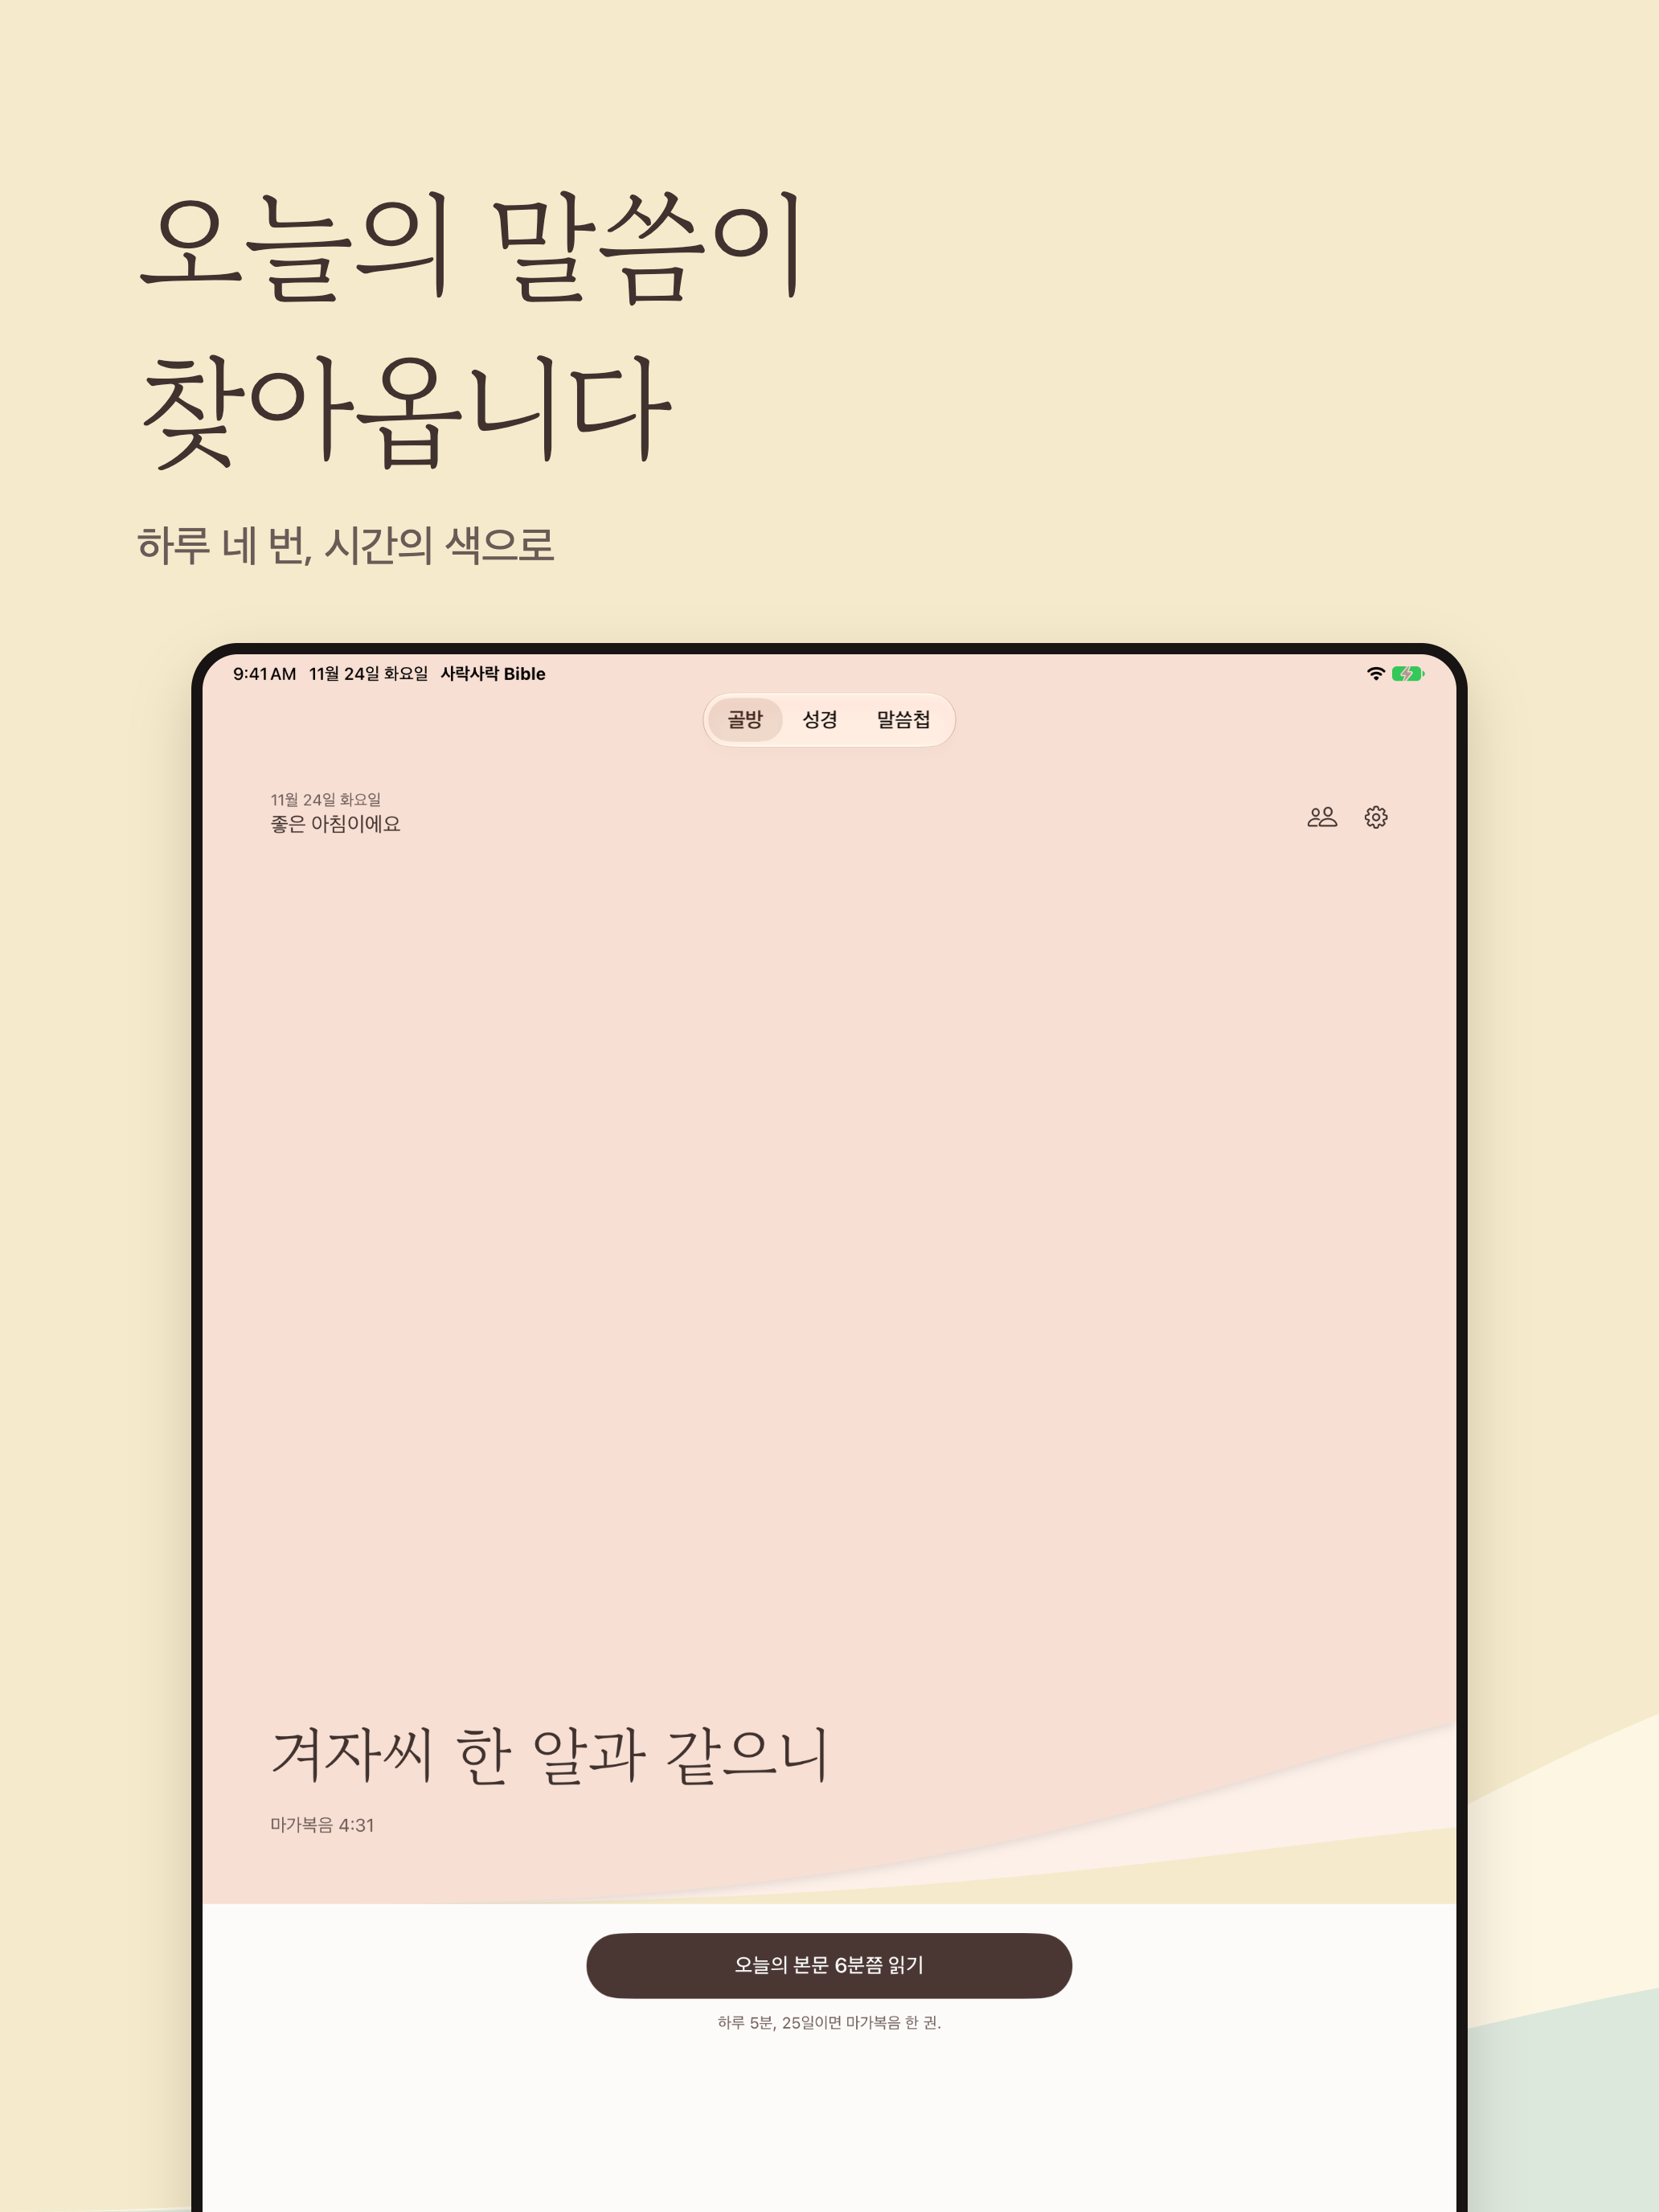 오늘의 말씀이
찾아옵니다
하루 네 번, 시간의 색으로
9:41 AM 11월 24일 화요일 사락사락 Bible
골방 성경 말씀첩
11월 24일 화요일
좋은 아침이에요
겨자씨 한 알과 같으니
마가복음 4:31
오늘의 본문 6분쯤 읽기
하루 5분, 25일이면 마가복음 한 권.